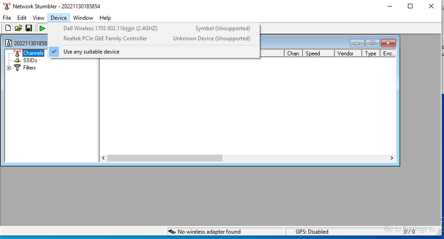 Network Stumbler - 20221130185854
File Edit View Device Window Help
Dell Wireless 1705 802.11b|g|n (2.4GHZ) Symbol (Unsupported)
Realtek PCIe GbE Family Controller Unknown Device (Unsupported)
Use any suitable device
Channels
SSIDs
Filters
Chan Speed Vendor Type Enc...
No wireless adapter found
GPS: Disabled
0 / 0